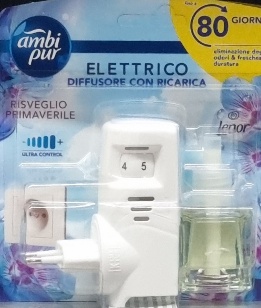 ambi
pur
fino a
80 GIORNI
eliminazione degli
odori & freschezza
duratura
ELETTRICO
DIFFUSORE CON RICARICA
RISVEGLIO
PRIMAVERILE
Lenor
- +
ULTRA CONTROL
4 5